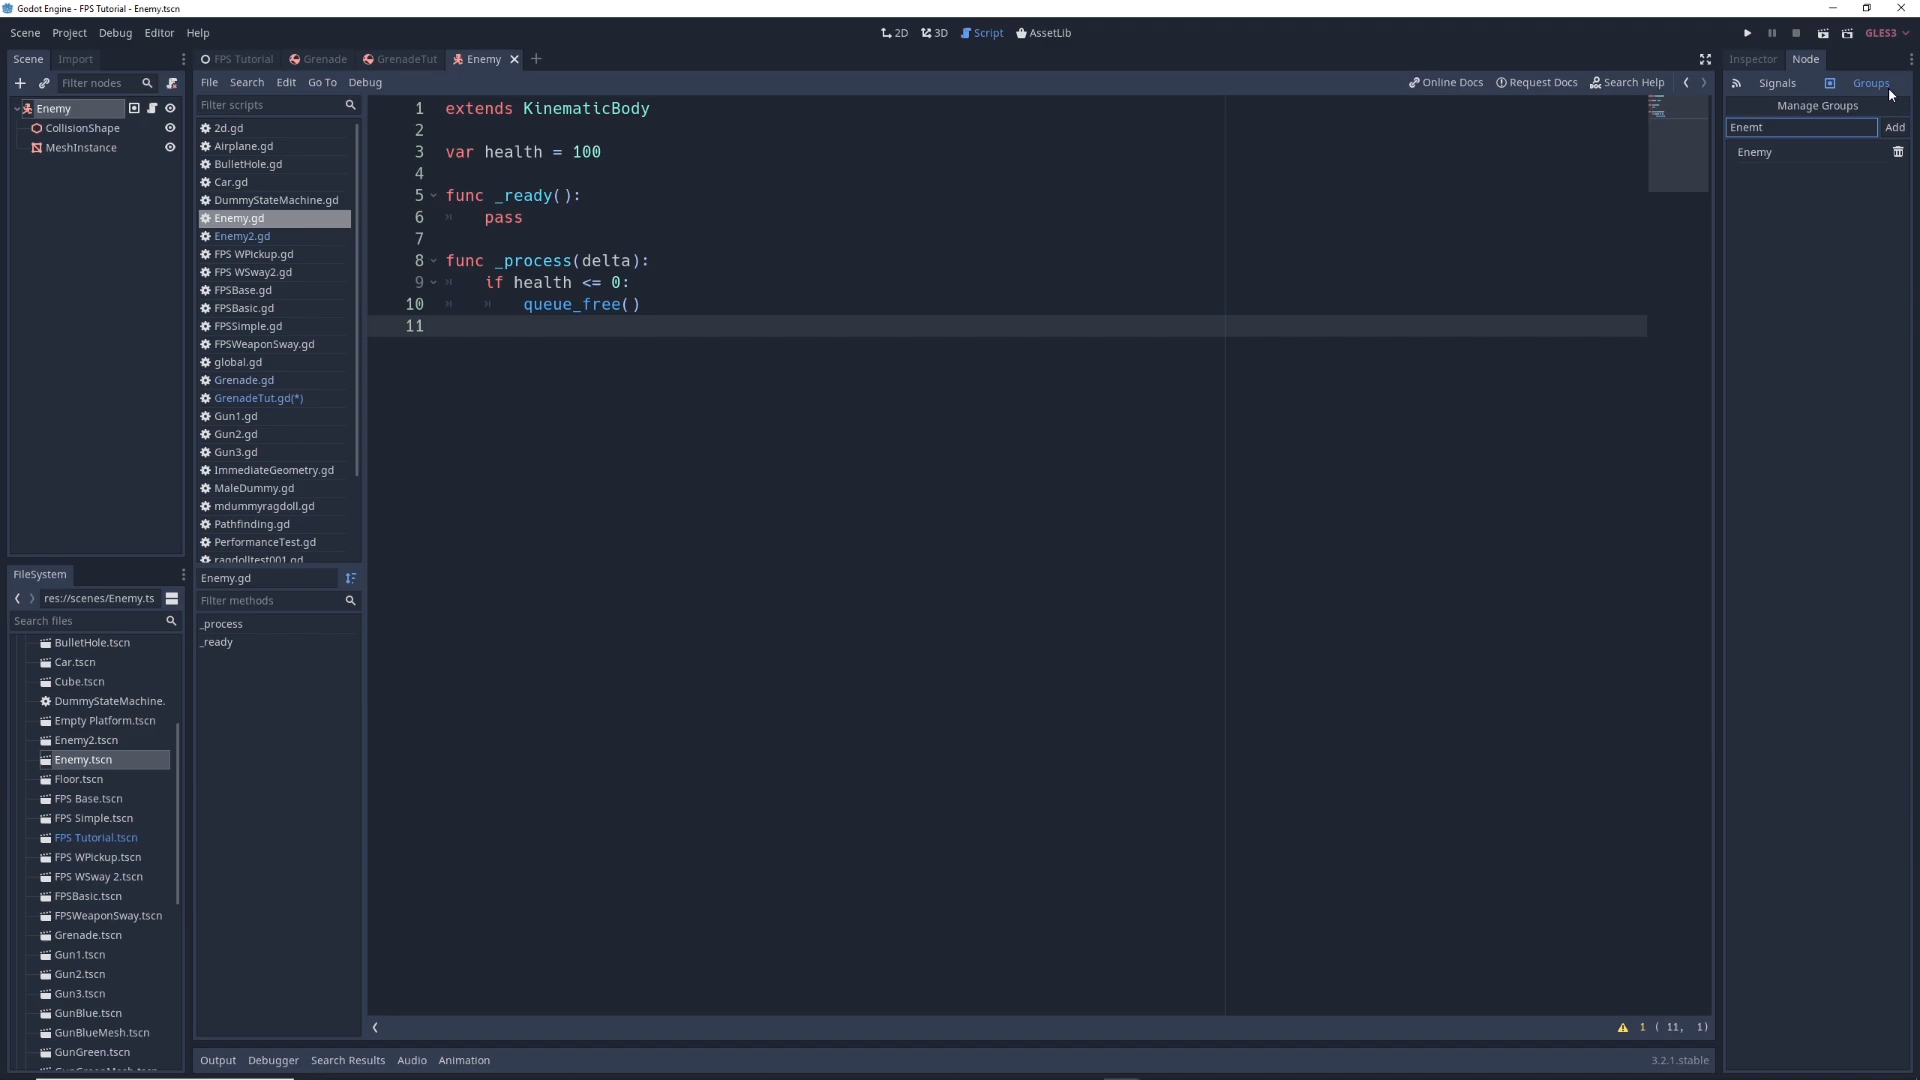 Godot Engine - FPS Tutorial - Enemy.tscn
Scene Project Debug Editor Help
2D 3D Script AssetLib
GLES3
Scene Import
FPS Tutorial Grenade GrenadeTut Enemy
Inspector Node
Filter nodes
File Search Edit Go To Debug
Online Docs Request Docs Search Help
Signals Groups
Enemy
CollisionShape
MeshInstance
Filter scripts
2d.gd
Airplane.gd
BulletHole.gd
Car.gd
DummyStateMachine.gd
Enemy.gd
Enemy2.gd
FPS WPickup.gd
FPS WSway2.gd
FPSBase.gd
FPSBasic.gd
FPSSimple.gd
FPSWeaponSway.gd
global.gd
Grenade.gd
GrenadeTut.gd(*)
Gun1.gd
Gun2.gd
Gun3.gd
ImmediateGeometry.gd
MaleDummy.gd
mdummyragdoll.gd
Pathfinding.gd
PerformanceTest.gd
ragdolltest001.gd
Enemy.gd
Filter methods
_process
_ready
1 extends KinematicBody
2
3 var health = 100
4
5 func _ready():
6 pass
7
8 func _process(delta):
9 if health <= 0:
10 queue_free()
11
Manage Groups
Enemt Add
Enemy
FileSystem
res://scenes/Enemy.ts
Search files
BulletHole.tscn
Car.tscn
Cube.tscn
DummyStateMachine.
Empty Platform.tscn
Enemy2.tscn
Enemy.tscn
Floor.tscn
FPS Base.tscn
FPS Simple.tscn
FPS Tutorial.tscn
FPS WPickup.tscn
FPS WSway 2.tscn
FPSBasic.tscn
FPSWeaponSway.tscn
Grenade.tscn
Gun1.tscn
Gun2.tscn
Gun3.tscn
GunBlue.tscn
GunBlueMesh.tscn
GunGreen.tscn
GunGreenMesh.tscn
1 ( 11, 1)
Output Debugger Search Results Audio Animation
3.2.1.stable